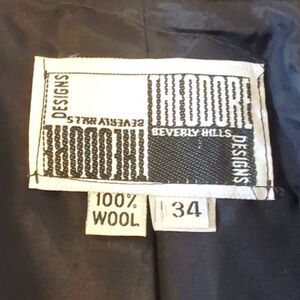 DESIGNS
THEODORE
BEVERLY HILLS
THEODORE
BEVERLY HILLS
DESIGNS
100%
WOOL
34